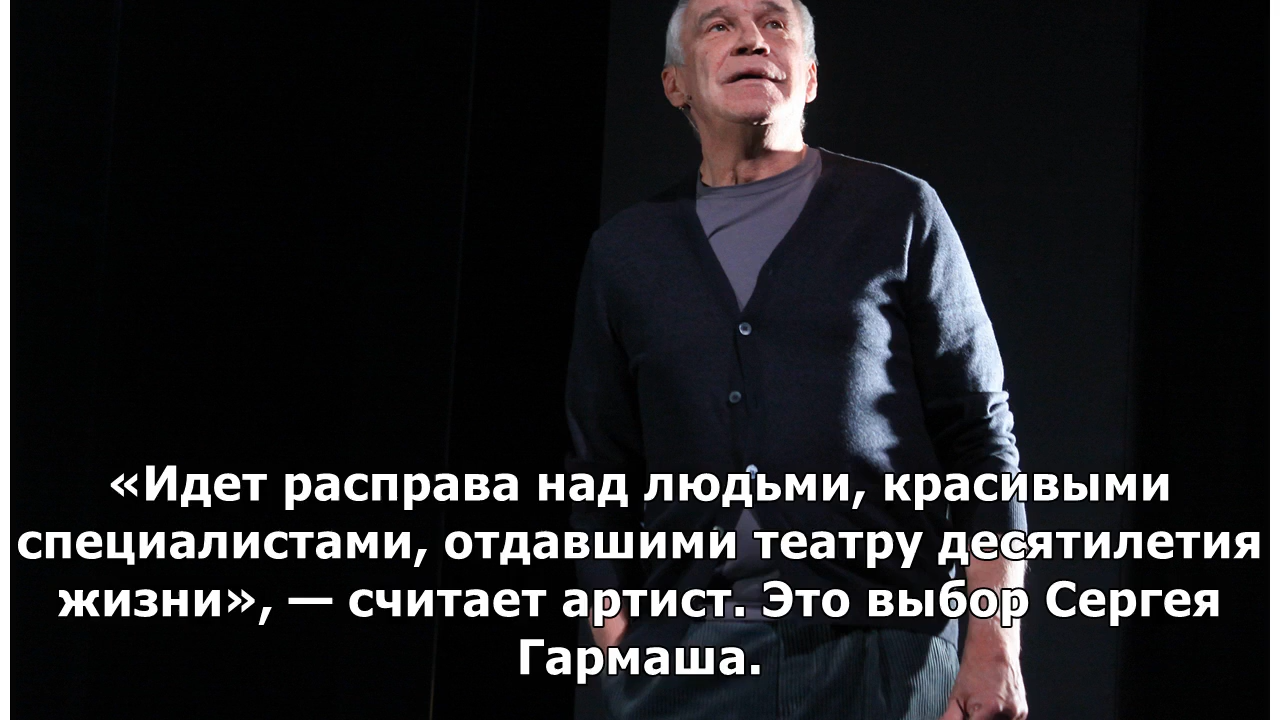 «Идет расправа над людьми, красивыми
специалистами, отдавшими театру десятилетия
жизни», — считает артист. Это выбор Сергея
Гармаша.